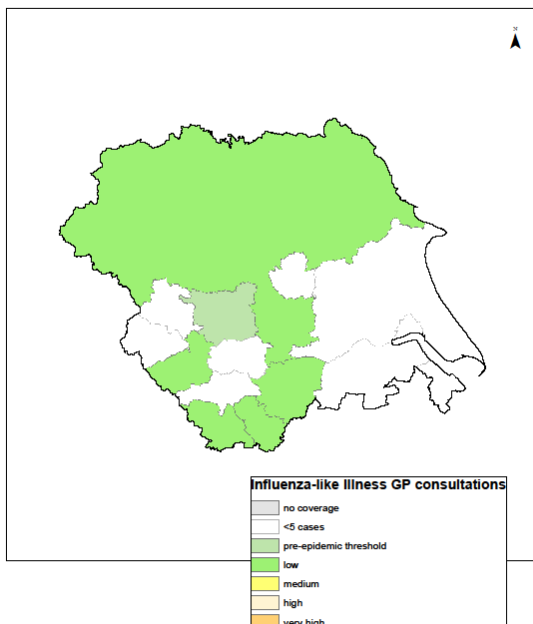 N
Influenza-like Illness GP consultations
no coverage
<5 cases
pre-epidemic threshold
low
medium
high
very high